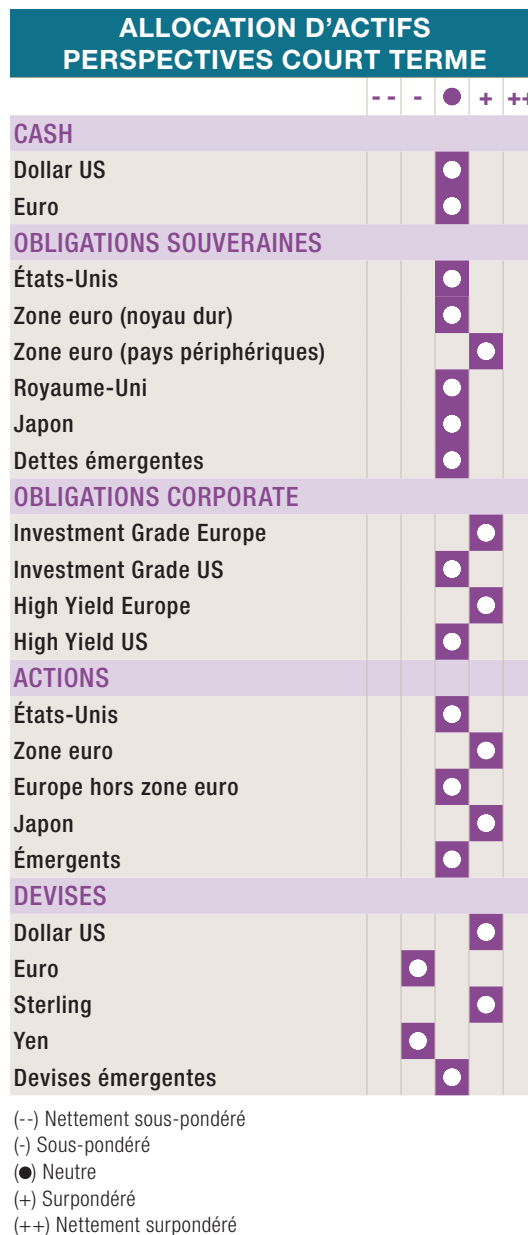 ALLOCATION D'ACTIFS
PERSPECTIVES COURT TERME
-- - ● + ++
CASH
Dollar US
Euro
OBLIGATIONS SOUVERAINES
États-Unis
Zone euro (noyau dur)
Zone euro (pays périphériques)
Royaume-Uni
Japon
Dettes émergentes
OBLIGATIONS CORPORATE
Investment Grade Europe
Investment Grade US
High Yield Europe
High Yield US
ACTIONS
États-Unis
Zone euro
Europe hors zone euro
Japon
Émergents
DEVISES
Dollar US
Euro
Sterling
Yen
Devises émergentes
(--) Nettement sous-pondéré
(-) Sous-pondéré
(●) Neutre
(+) Surpondéré
(++) Nettement surpondéré